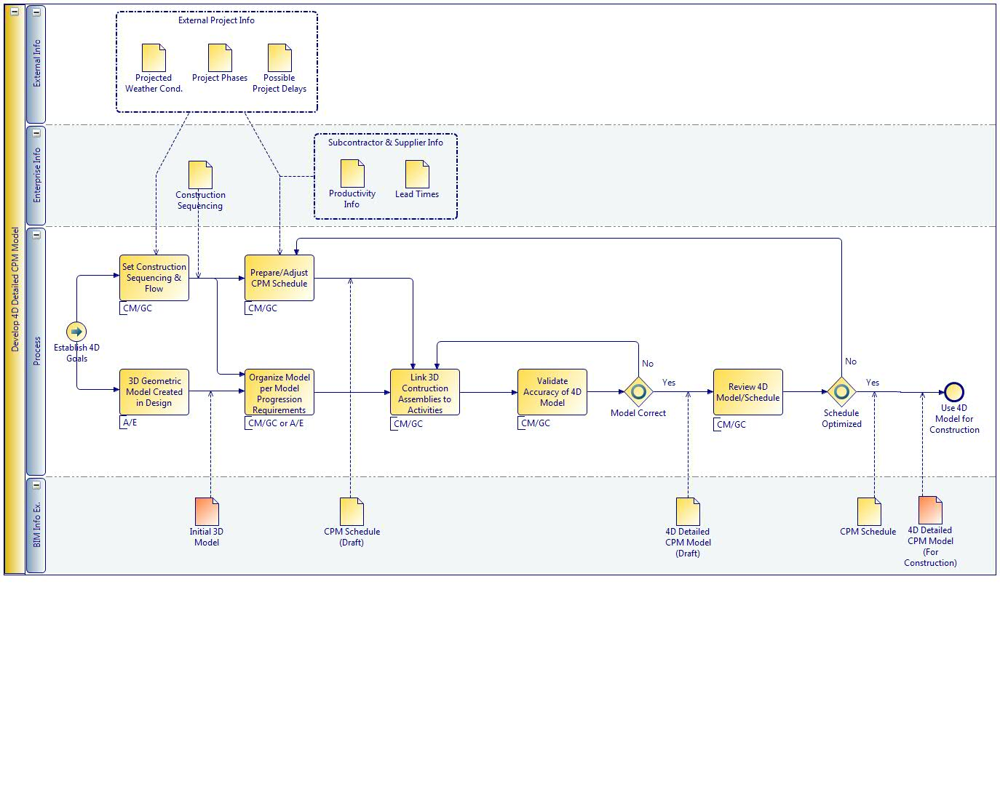 Develop 4D Detailed CPM Model
External Info
External Project Info
Projected
Weather Cond.
Project Phases
Possible
Project Delays
Enterprise Info
Construction
Sequencing
Subcontractor & Supplier Info
Productivity
Info
Lead Times
Process
Establish 4D
Goals
Set Construction
Sequencing &
Flow
CM/GC
Prepare/Adjust
CPM Schedule
CM/GC
3D Geometric
Model Created
in Design
A/E
Organize Model
per Model
Progression
Requirements
CM/GC or A/E
Link 3D
Contruction
Assemblies to
Activities
CM/GC
Validate
Accuracy of 4D
Model
CM/GC
No
Yes
Model Correct
Review 4D
Model/Schedule
CM/GC
No
Yes
Schedule
Optimized
Use 4D
Model for
Construction
BIM Info Ex.
Initial 3D
Model
CPM Schedule
(Draft)
4D Detailed
CPM Model
(Draft)
CPM Schedule
4D Detailed
CPM Model
(For
Construction)